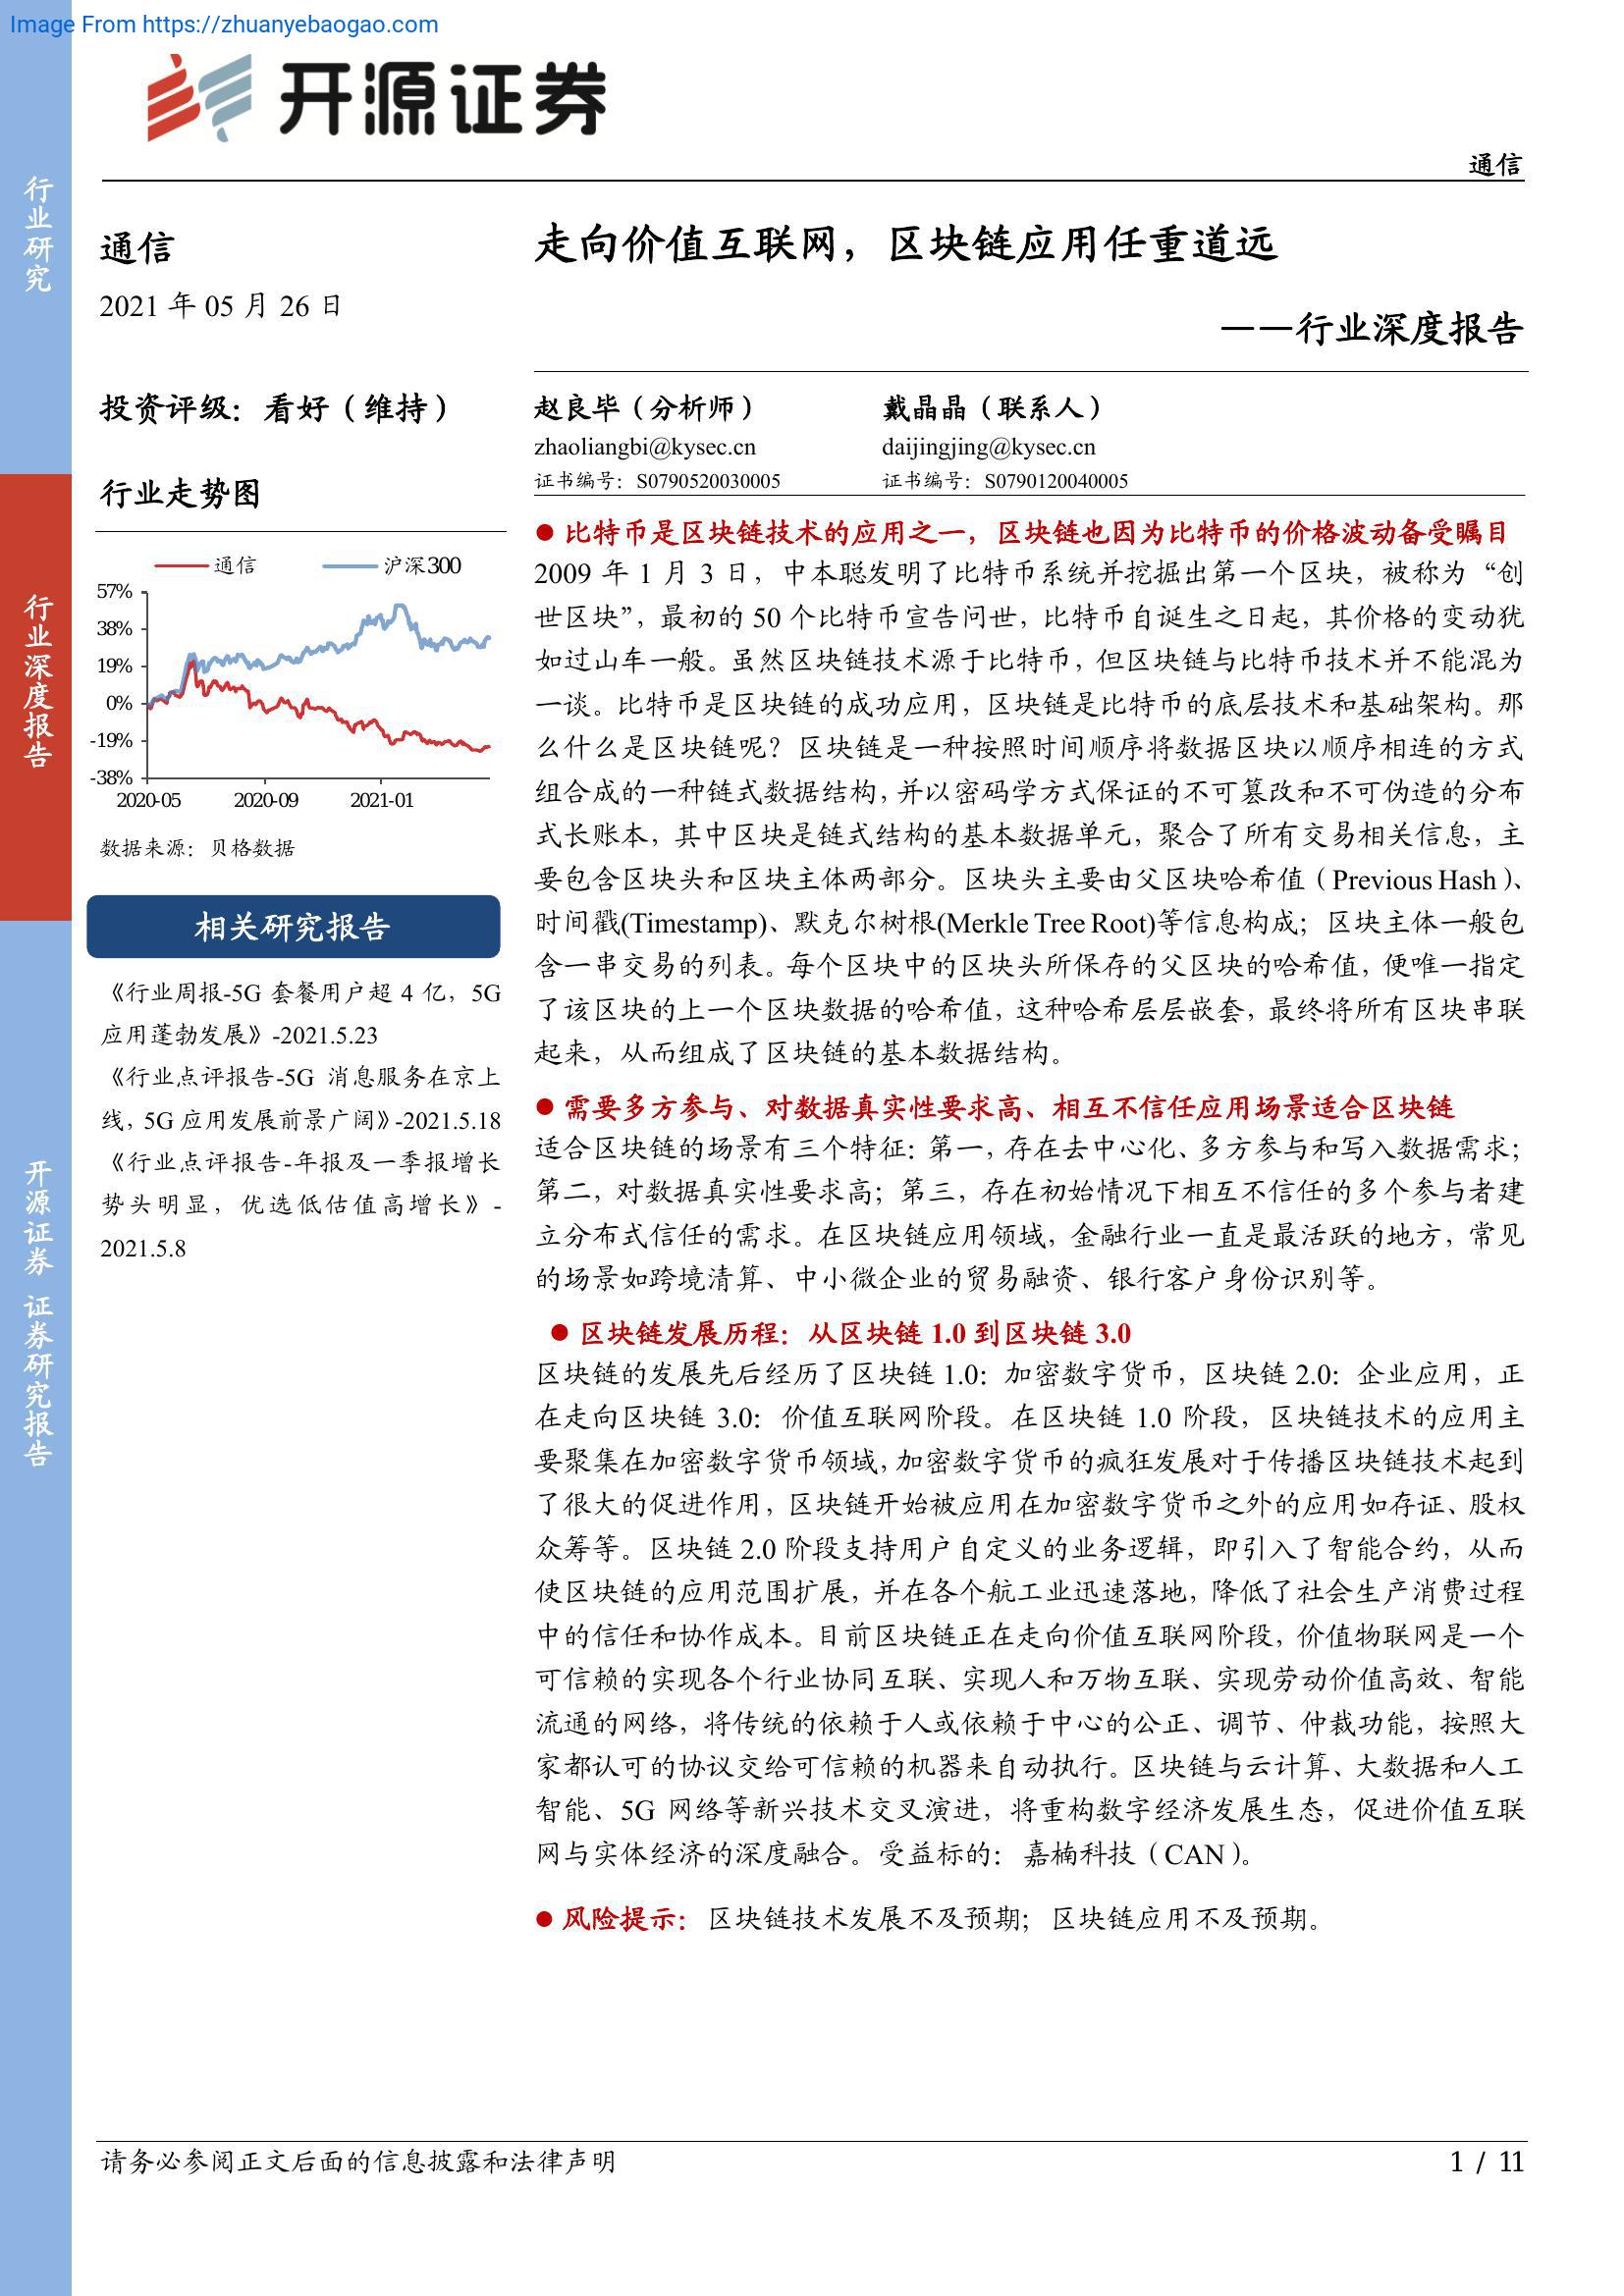 Image From https://zhuanyebaogao.com
开源证券
通信
行业研究
行业深度报告
开源证券 证券研究报告
通信
2021 年 05 月 26 日
投资评级：看好（维持）
行业走势图
通信 沪深300
57%
38%
19%
0%
-19%
-38%
2020-05 2020-09 2021-01
数据来源：贝格数据
相关研究报告
《行业周报-5G 套餐用户超 4 亿，5G
应用蓬勃发展》-2021.5.23
《行业点评报告-5G 消息服务在京上
线，5G 应用发展前景广阔》-2021.5.18
《行业点评报告-年报及一季报增长
势头明显，优选低估值高增长》-
2021.5.8
走向价值互联网，区块链应用任重道远
——行业深度报告
赵良毕（分析师） 戴晶晶（联系人）
zhaoliangbi@kysec.cn daijingjing@kysec.cn
证书编号：S0790520030005 证书编号：S0790120040005
● 比特币是区块链技术的应用之一，区块链也因为比特币的价格波动备受瞩目
2009 年 1 月 3 日，中本聪发明了比特币系统并挖掘出第一个区块，被称为“创
世区块”，最初的 50 个比特币宣告问世，比特币自诞生之日起，其价格的变动犹
如过山车一般。虽然区块链技术源于比特币，但区块链与比特币技术并不能混为
一谈。比特币是区块链的成功应用，区块链是比特币的底层技术和基础架构。那
么什么是区块链呢？区块链是一种按照时间顺序将数据区块以顺序相连的方式
组合成的一种链式数据结构，并以密码学方式保证的不可篡改和不可伪造的分布
式长账本，其中区块是链式结构的基本数据单元，聚合了所有交易相关信息，主
要包含区块头和区块主体两部分。区块头主要由父区块哈希值（Previous Hash）、
时间戳(Timestamp)、默克尔树根(Merkle Tree Root)等信息构成；区块主体一般包
含一串交易的列表。每个区块中的区块头所保存的父区块的哈希值，便唯一指定
了该区块的上一个区块数据的哈希值，这种哈希层层嵌套，最终将所有区块串联
起来，从而组成了区块链的基本数据结构。
● 需要多方参与、对数据真实性要求高、相互不信任应用场景适合区块链
适合区块链的场景有三个特征：第一，存在去中心化、多方参与和写入数据需求；
第二，对数据真实性要求高；第三，存在初始情况下相互不信任的多个参与者建
立分布式信任的需求。在区块链应用领域，金融行业一直是最活跃的地方，常见
的场景如跨境清算、中小微企业的贸易融资、银行客户身份识别等。
● 区块链发展历程：从区块链 1.0 到区块链 3.0
区块链的发展先后经历了区块链 1.0：加密数字货币，区块链 2.0：企业应用，正
在走向区块链 3.0：价值互联网阶段。在区块链 1.0 阶段，区块链技术的应用主
要聚集在加密数字货币领域，加密数字货币的疯狂发展对于传播区块链技术起到
了很大的促进作用，区块链开始被应用在加密数字货币之外的应用如存证、股权
众筹等。区块链 2.0 阶段支持用户自定义的业务逻辑，即引入了智能合约，从而
使区块链的应用范围扩展，并在各个航工业迅速落地，降低了社会生产消费过程
中的信任和协作成本。目前区块链正在走向价值互联网阶段，价值物联网是一个
可信赖的实现各个行业协同互联、实现人和万物互联、实现劳动价值高效、智能
流通的网络，将传统的依赖于人或依赖于中心的公正、调节、仲裁功能，按照大
家都认可的协议交给可信赖的机器来自动执行。区块链与云计算、大数据和人工
智能、5G 网络等新兴技术交叉演进，将重构数字经济发展生态，促进价值互联
网与实体经济的深度融合。受益标的：嘉楠科技（CAN）。
● 风险提示：区块链技术发展不及预期；区块链应用不及预期。
请务必参阅正文后面的信息披露和法律声明
1 / 11